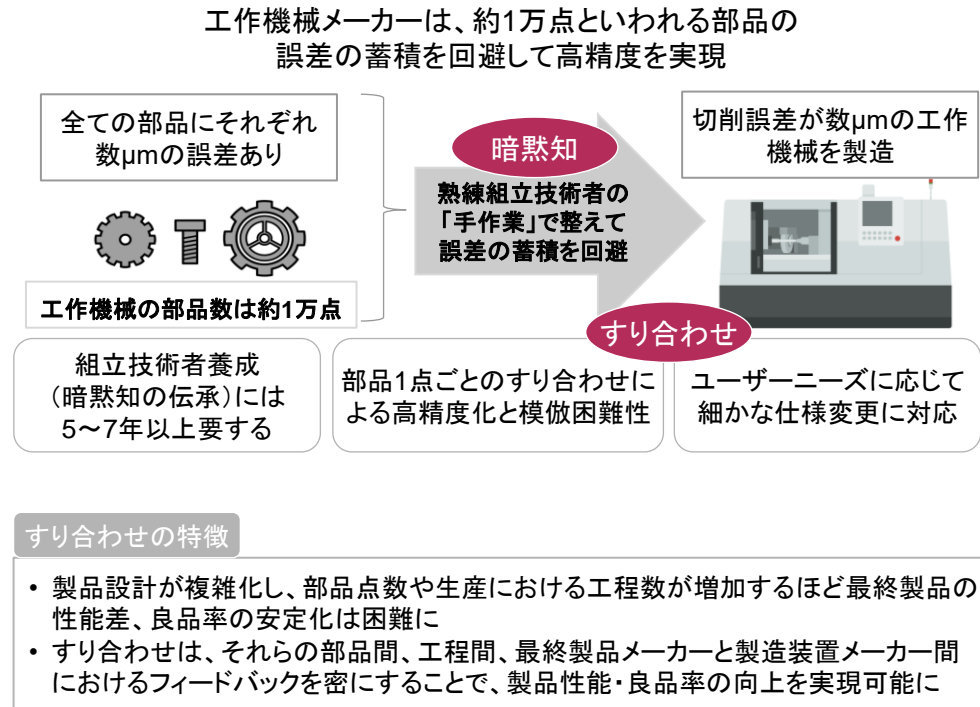 工作機械メーカーは、約1万点といわれる部品の
誤差の蓄積を回避して高精度を実現
全ての部品にそれぞれ
数μmの誤差あり
工作機械の部品数は約1万点
暗黙知
熟練組立技術者の
「手作業」で整えて
誤差の蓄積を回避
切削誤差が数μmの工作
機械を製造
すり合わせ
組立技術者養成
（暗黙知の伝承）には
5～7年以上要する
部品1点ごとのすり合わせに
よる高精度化と模倣困難性
ユーザーニーズに応じて
細かな仕様変更に対応
すり合わせの特徴
• 製品設計が複雑化し、部品点数や生産における工程数が増加するほど最終製品の
性能差、良品率の安定化は困難に
• すり合わせは、それらの部品間、工程間、最終製品メーカーと製造装置メーカー間
におけるフィードバックを密にすることで、製品性能・良品率の向上を実現可能に